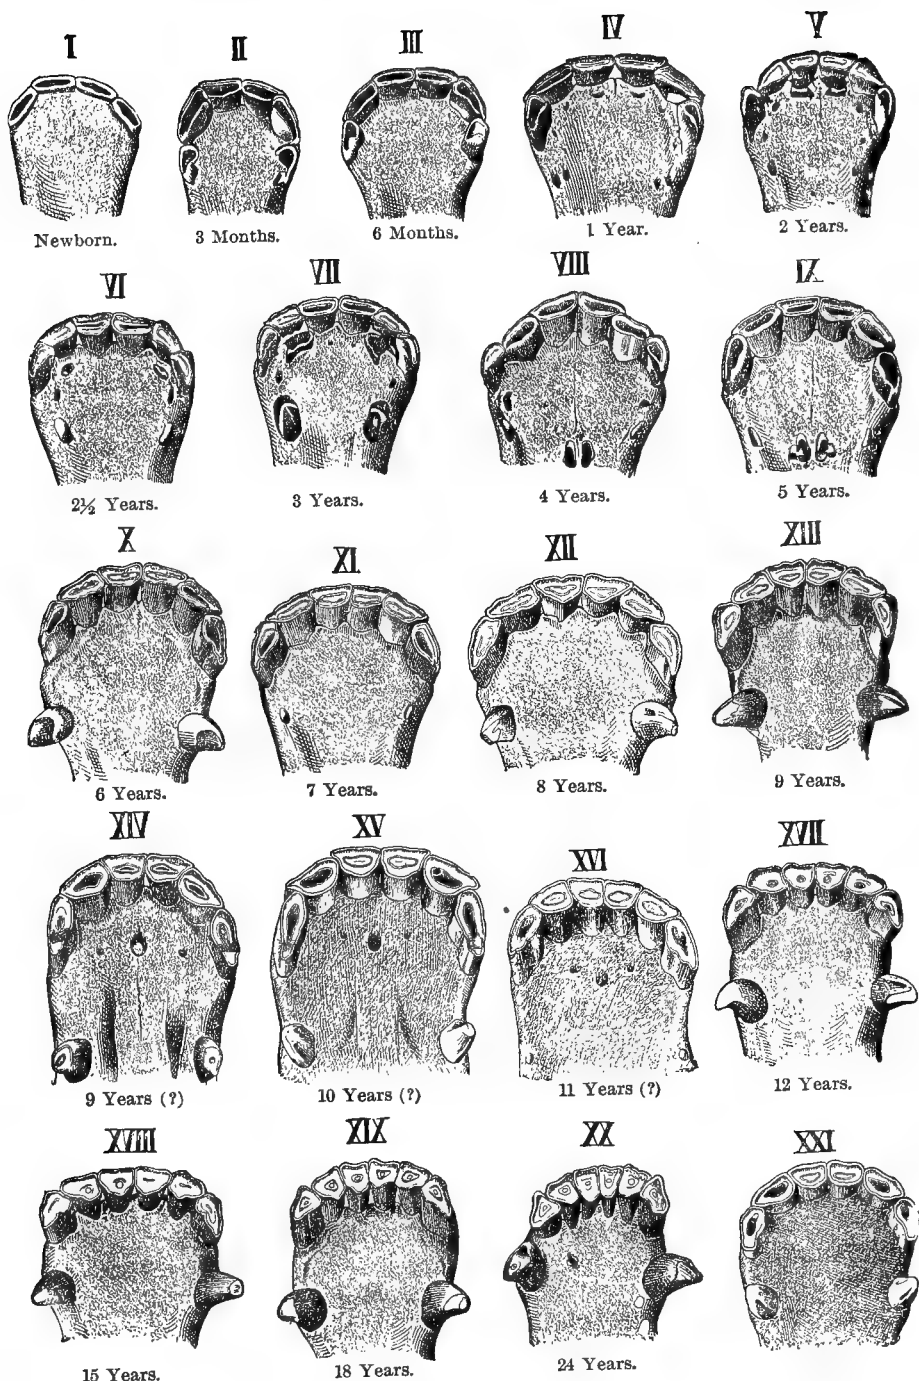 I II III IV V
Newborn. 3 Months. 6 Months. 1 Year. 2 Years.
VI VII VIII IX
2½ Years. 3 Years. 4 Years. 5 Years.
X XI XII XIII
6 Years. 7 Years. 8 Years. 9 Years.
XIV XV XVI XVII
9 Years (?) 10 Years (?) 11 Years (?) 12 Years.
XVIII XIX XX XXI
15 Years. 18 Years. 24 Years.